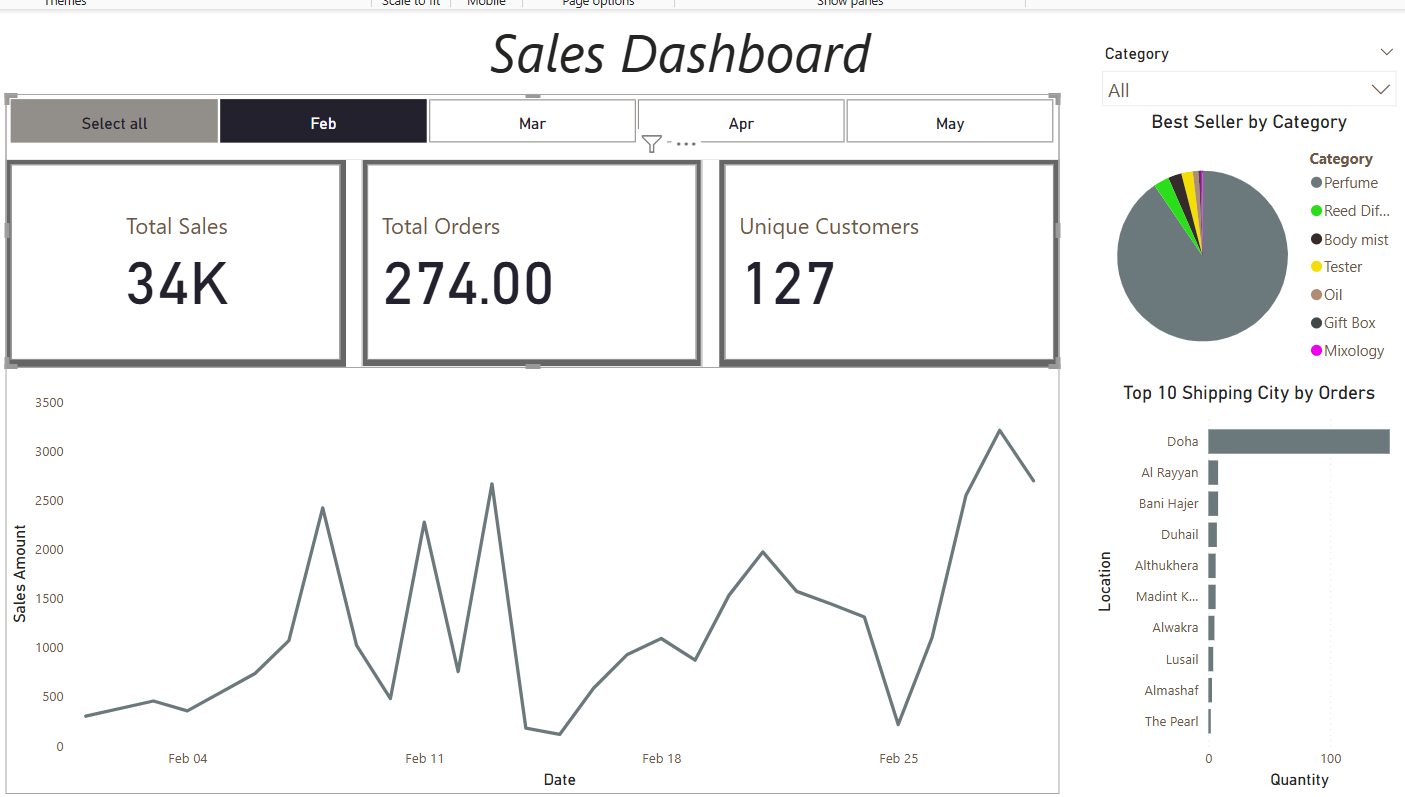 Themes Scale to fit Mobile Page options Show panes
Sales Dashboard
Select all
Feb
Mar
Apr
May
Total Sales
34K
Total Orders
274.00
Unique Customers
127
3500
3000
2500
2000
1500
1000
500
0
Sales Amount
Feb 04
Feb 11
Feb 18
Feb 25
Date
Category
All
Best Seller by Category
Category
Perfume
Reed Dif...
Body mist
Tester
Oil
Gift Box
Mixology
Top 10 Shipping City by Orders
Location
Doha
Al Rayyan
Bani Hajer
Duhail
Althukhera
Madint K...
Alwakra
Lusail
Almashaf
The Pearl
0
100
Quantity